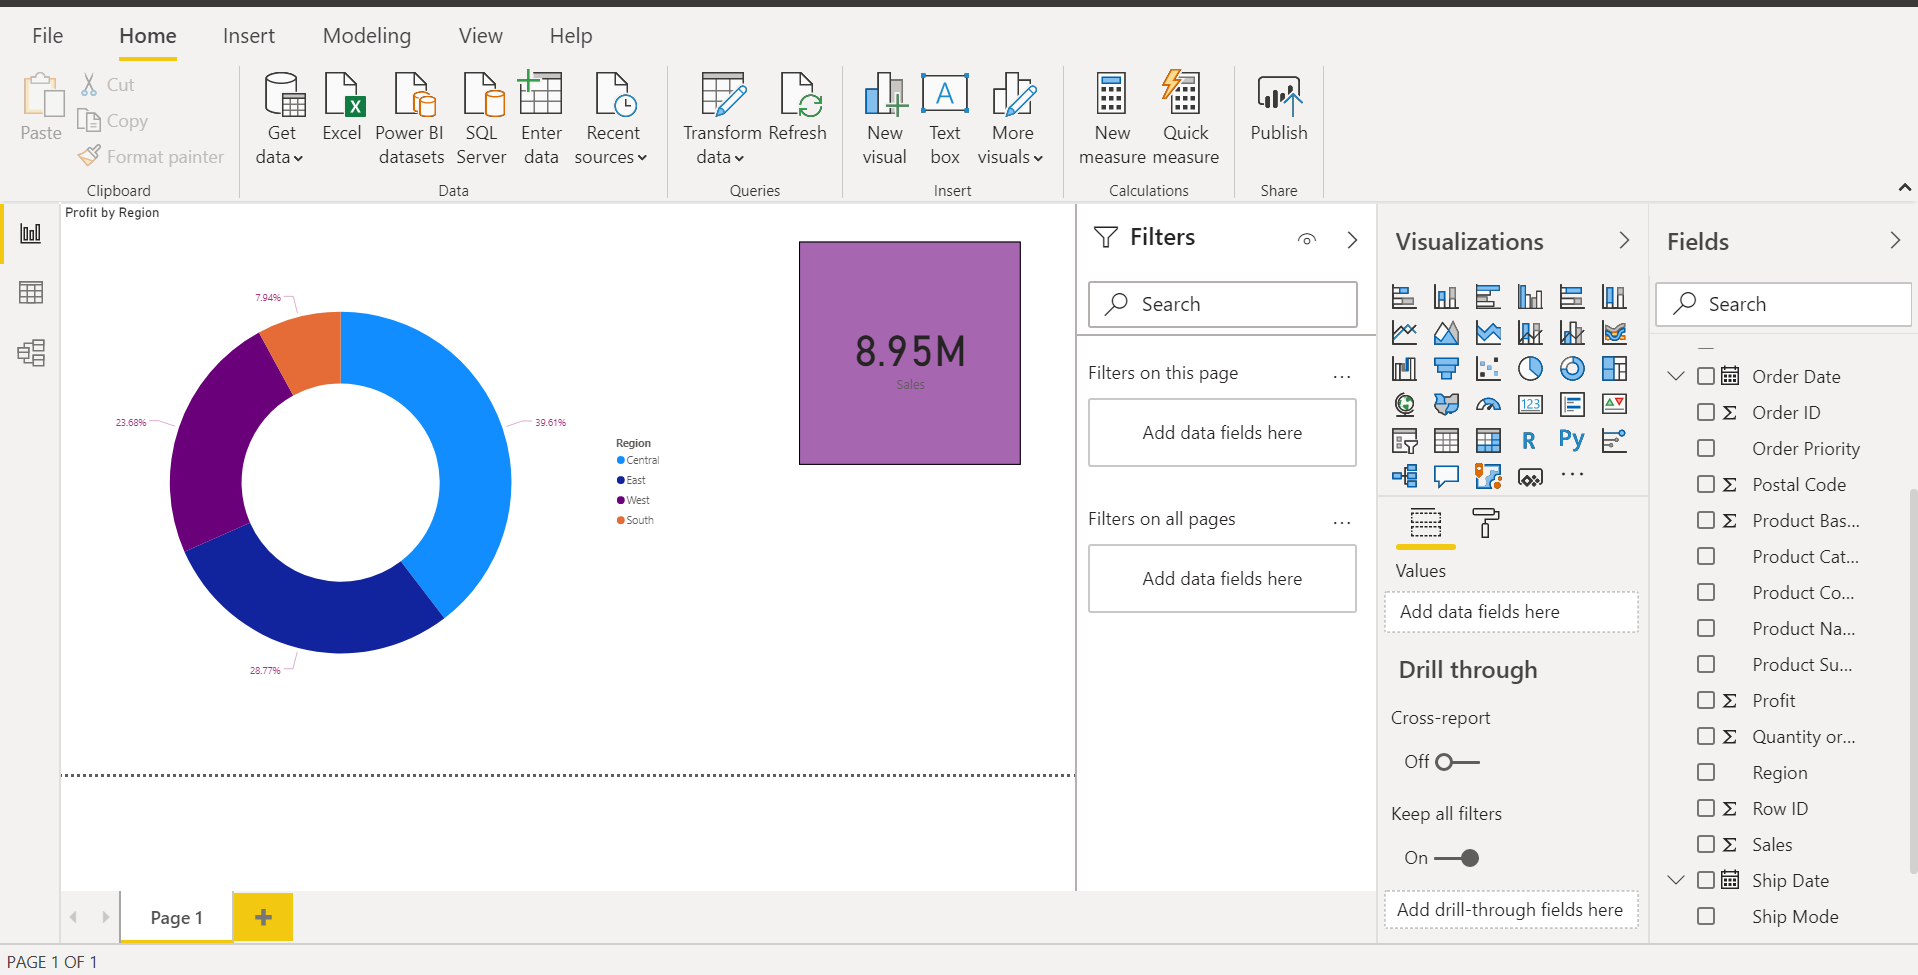 File Home Insert Modeling View Help
Paste
Cut
Copy
Format painter
Clipboard
Get data
Excel
Power BI datasets
SQL Server
Enter data
Recent sources
Data
Transform data
Refresh
Queries
New visual
Text box
More visuals
Insert
New measure
Quick measure
Calculations
Publish
Share
Profit by Region
7.94%
23.68%
39.61%
28.77%
Region
Central
East
West
South
8.95M
Sales
Filters
Search
Filters on this page
Add data fields here
Filters on all pages
Add data fields here
Visualizations
123
R
Py
Values
Add data fields here
Drill through
Cross-report
Off
Keep all filters
On
Add drill-through fields here
Fields
Search
Order Date
Order ID
Order Priority
Postal Code
Product Bas...
Product Cat...
Product Co...
Product Na...
Product Su...
Profit
Quantity or...
Region
Row ID
Sales
Ship Date
Ship Mode
Page 1
PAGE 1 OF 1